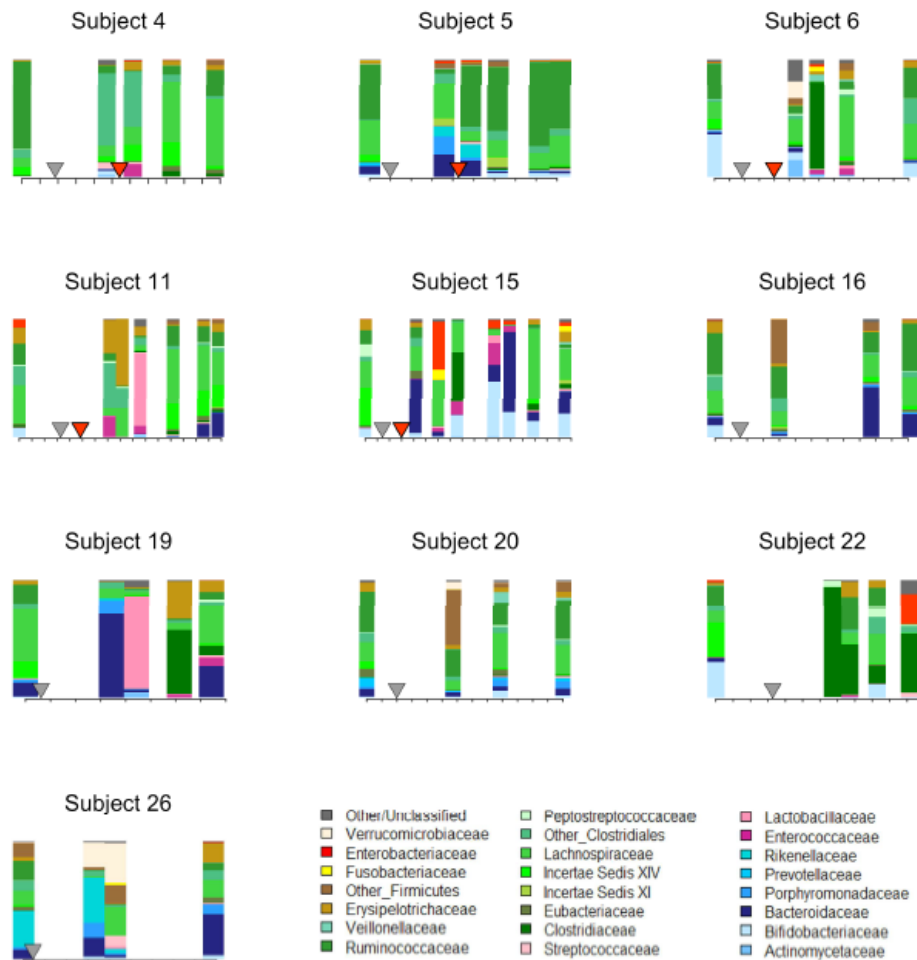 Subject 4
Subject 5
Subject 6
Subject 11
Subject 15
Subject 16
Subject 19
Subject 20
Subject 22
Subject 26
Other/Unclassified
Verrucomicrobiaceae
Enterobacteriaceae
Fusobacteriaceae
Other_Firmicutes
Erysipelotrichaceae
Veillonellaceae
Ruminococcaceae
Peptostreptococcaceae
Other_Clostridiales
Lachnospiraceae
Incertae Sedis XIV
Incertae Sedis XI
Eubacteriaceae
Clostridiaceae
Streptococcaceae
Lactobacillaceae
Enterococcaceae
Rikenellaceae
Prevotellaceae
Porphyromonadaceae
Bacteroidaceae
Bifidobacteriaceae
Actinomycetaceae